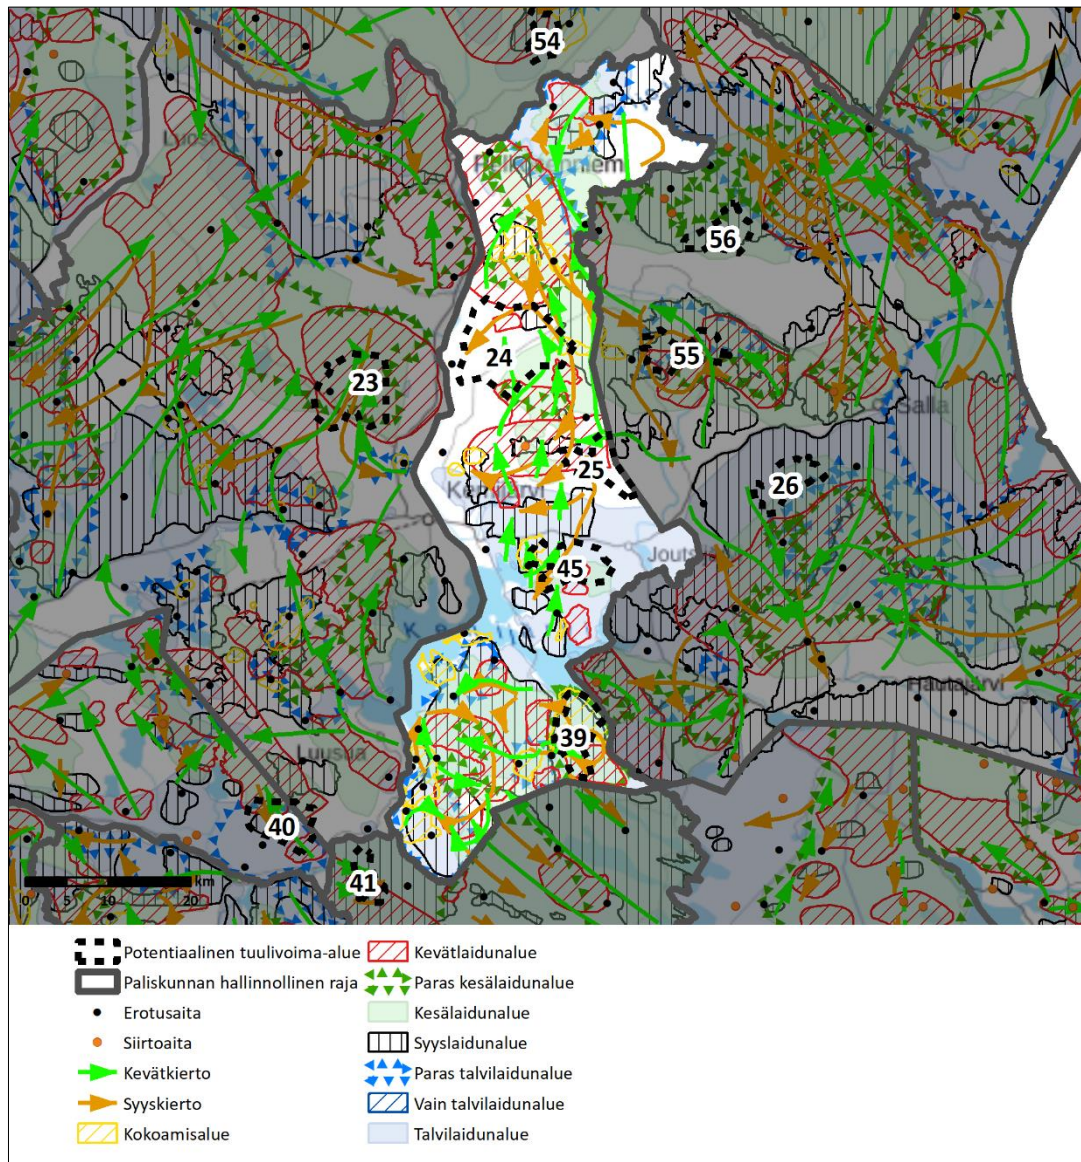 54
N
56
24
55
23
Salla
25
26
45
39
Luusua
40
41
km
0 5 10 20
Potentiaalinen tuulivoima-alue
Paliskunnan hallinnollinen raja
Erotusaita
Siirtoaita
Kevätkierto
Syyskierto
Kokoamisalue
Kevätlaidunalue
Paras kesälaidunalue
Kesälaidunalue
Syyslaidunalue
Paras talvilaidunalue
Vain talvilaidunalue
Talvilaidunalue